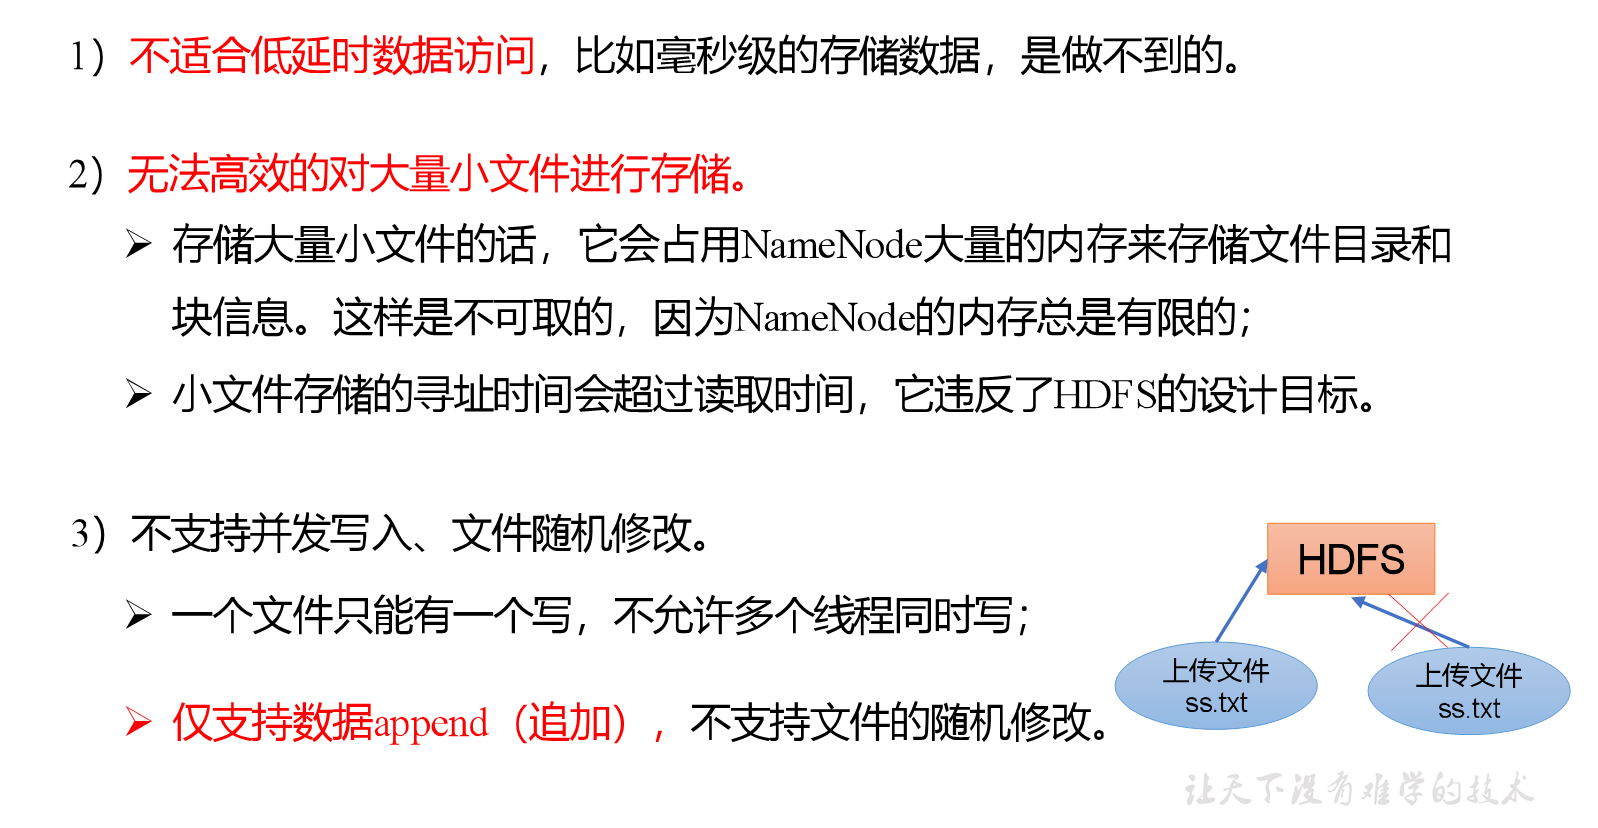 1）不适合低延时数据访问，比如毫秒级的存储数据，是做不到的。
2）无法高效的对大量小文件进行存储。
➢ 存储大量小文件的话，它会占用NameNode大量的内存来存储文件目录和
块信息。这样是不可取的，因为NameNode的内存总是有限的；
➢ 小文件存储的寻址时间会超过读取时间，它违反了HDFS的设计目标。
3）不支持并发写入、文件随机修改。
➢ 一个文件只能有一个写，不允许多个线程同时写；
➢ 仅支持数据append（追加），不支持文件的随机修改。
HDFS
上传文件
ss.txt
上传文件
ss.txt
让天下没有难学的技术